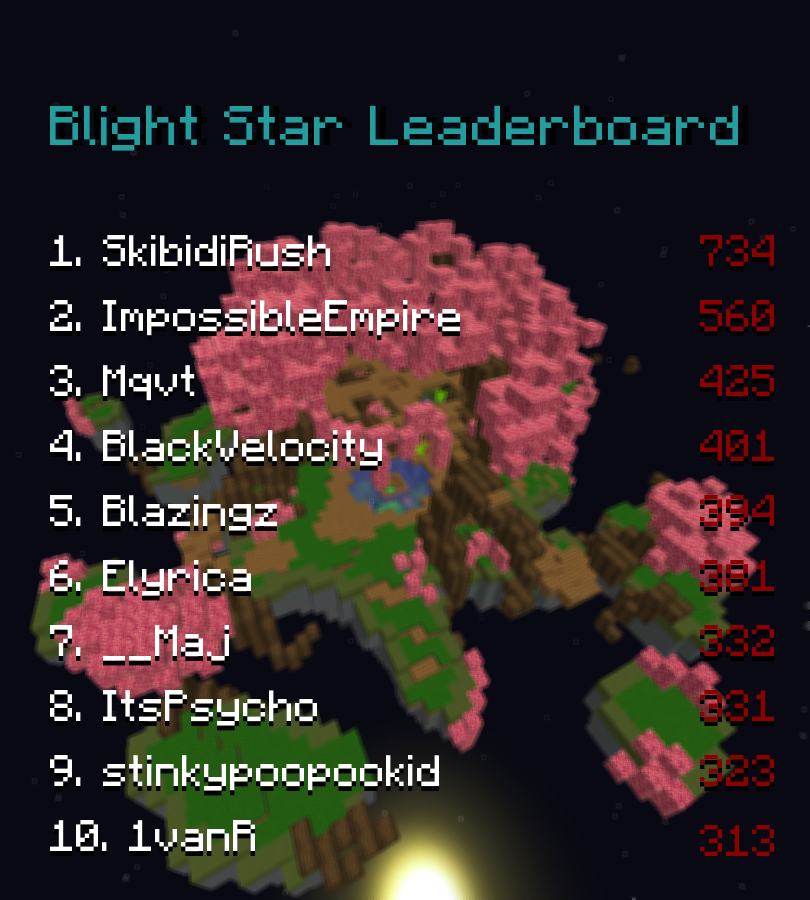 Blight Star Leaderboard
1. SkibidiRush 734
2. ImpossibleEmpire 560
3. Mqvt 425
4. BlackVelocity 401
5. Blazingz 394
6. Elyrica 381
7. __Maj 332
8. ItsPsycho 331
9. stinkypoopookid 323
10. 1vanR 313